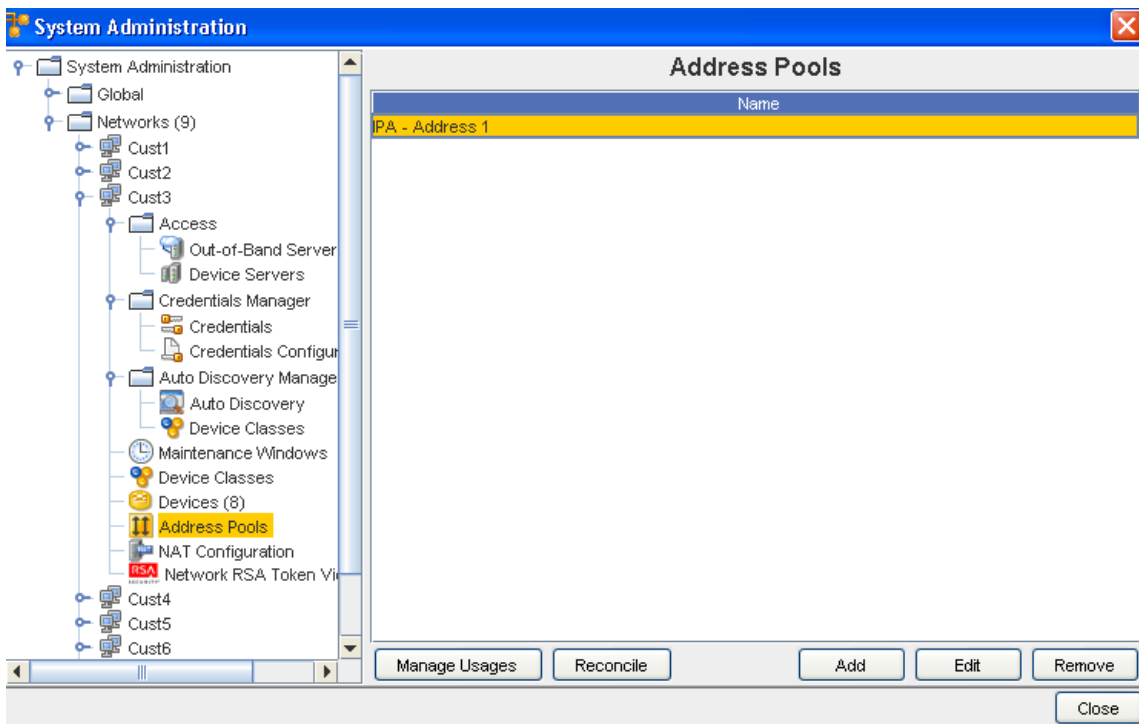 System Administration
System Administration
Global
Networks (9)
Cust1
Cust2
Cust3
Access
Out-of-Band Server
Device Servers
Credentials Manager
Credentials
Credentials Configur
Auto Discovery Manage
Auto Discovery
Device Classes
Maintenance Windows
Device Classes
Devices (8)
Address Pools
NAT Configuration
RSA SECURITY Network RSA Token Vi
Cust4
Cust5
Cust6
Address Pools
Name
IPA - Address 1
Manage Usages Reconcile Add Edit Remove
Close